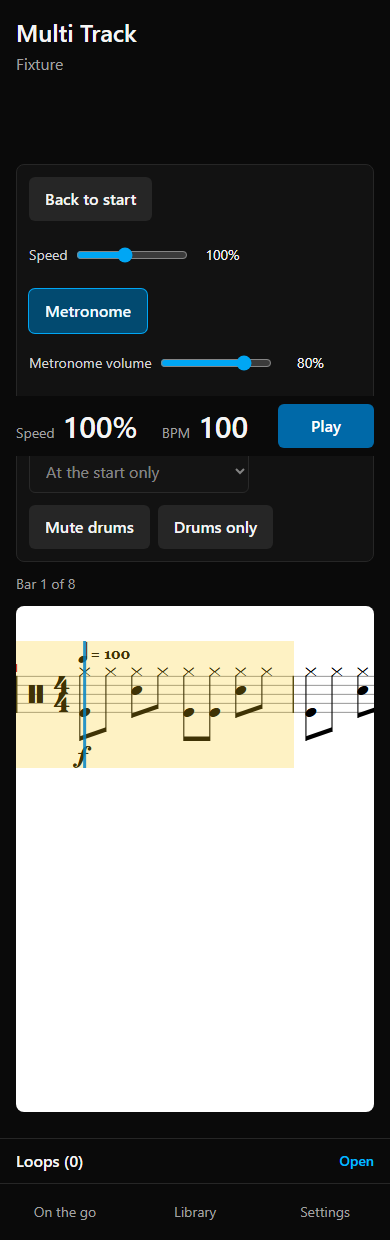 Multi Track
Fixture
Back to start
Speed 100%
Metronome
Metronome volume 80%
Speed 100% BPM 100 Play
At the start only
Mute drums Drums only
Bar 1 of 8
= 100
4
4
f
Loops (0) Open
On the go Library Settings